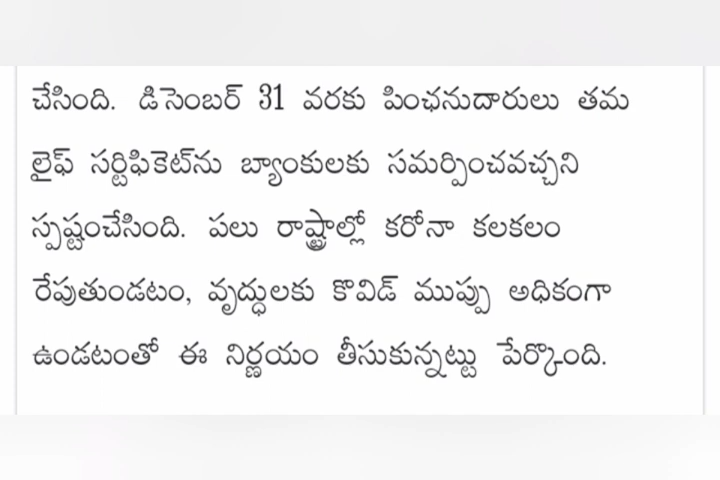 చేసింది. డిసెంబర్ 31 వరకు పింఛనుదారులు తమ
లైఫ్ సర్టిఫికెట్‌ను బ్యాంకులకు సమర్పించవచ్చని
స్పష్టంచేసింది. పలు రాష్ట్రాల్లో కరోనా కలకలం
రేపుతుండటం, వృద్ధులకు కొవిడ్ ముప్పు అధికంగా
ఉండటంతో ఈ నిర్ణయం తీసుకున్నట్టు పేర్కొంది.